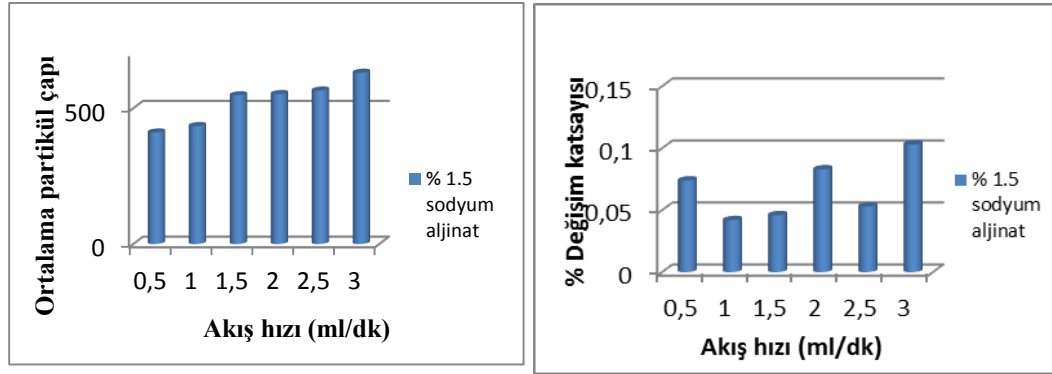 Ortalama partikül çapı
500
0
0,5 1 1,5 2 2,5 3
Akış hızı (ml/dk)
% 1.5
sodyum
aljinat
% Değişim katsayısı
0,15
0,1
0,05
0
0,5 1 1,5 2 2,5 3
Akış hızı (ml/dk)
% 1.5
sodyum
aljinat